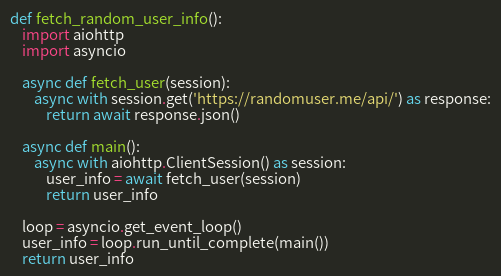 def fetch_random_user_info():
    import aiohttp
    import asyncio

    async def fetch_user(session):
        async with session.get('https://randomuser.me/api/') as response:
            return await response.json()

    async def main():
        async with aiohttp.ClientSession() as session:
            user_info = await fetch_user(session)
            return user_info

    loop = asyncio.get_event_loop()
    user_info = loop.run_until_complete(main())
    return user_info